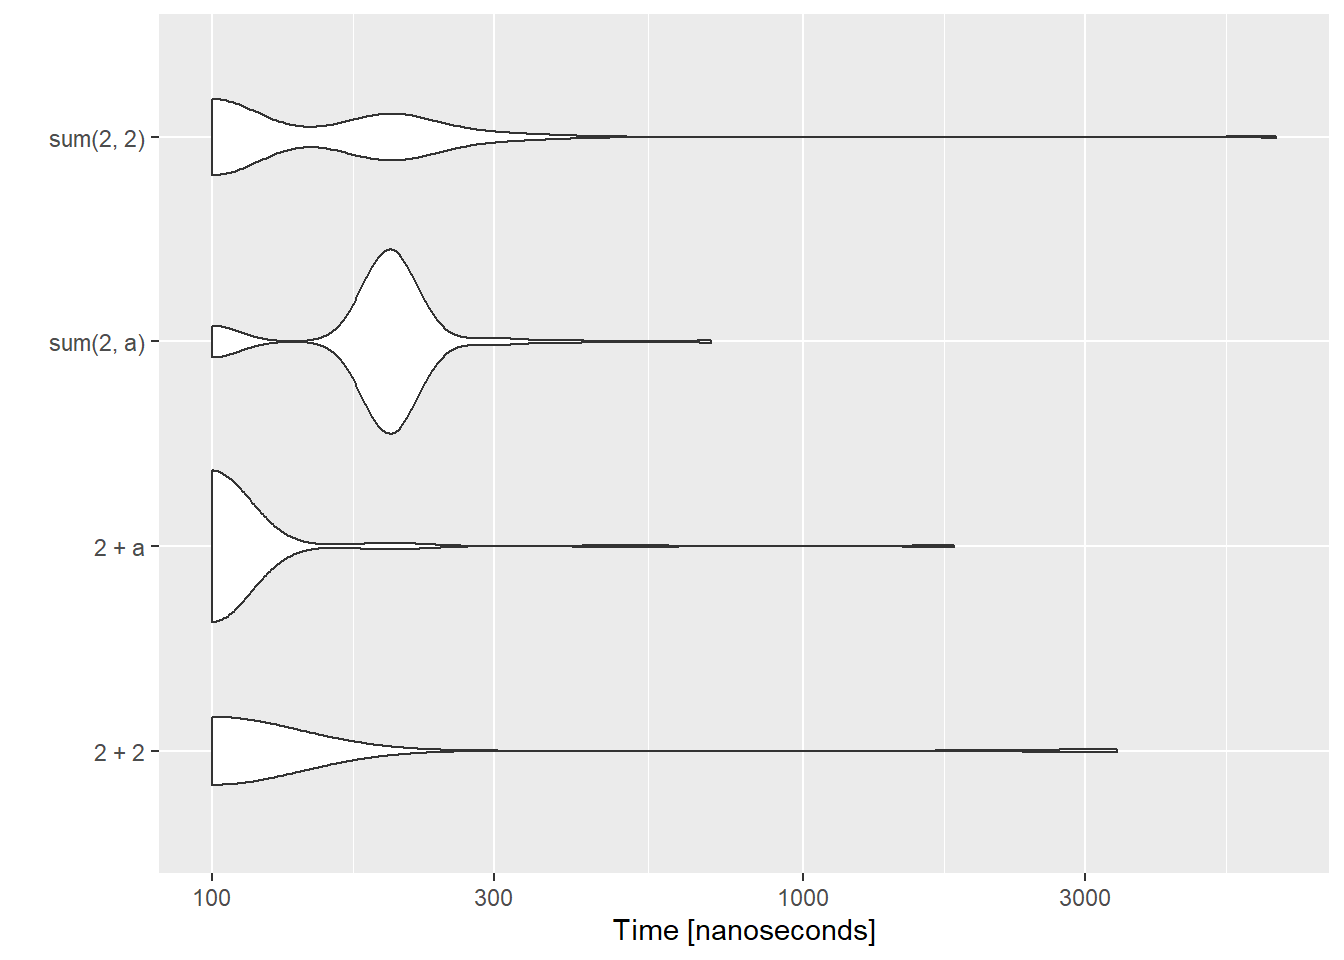 sum(2, 2)
sum(2, a)
2 + a
2 + 2
100 300 1000 3000
Time [nanoseconds]